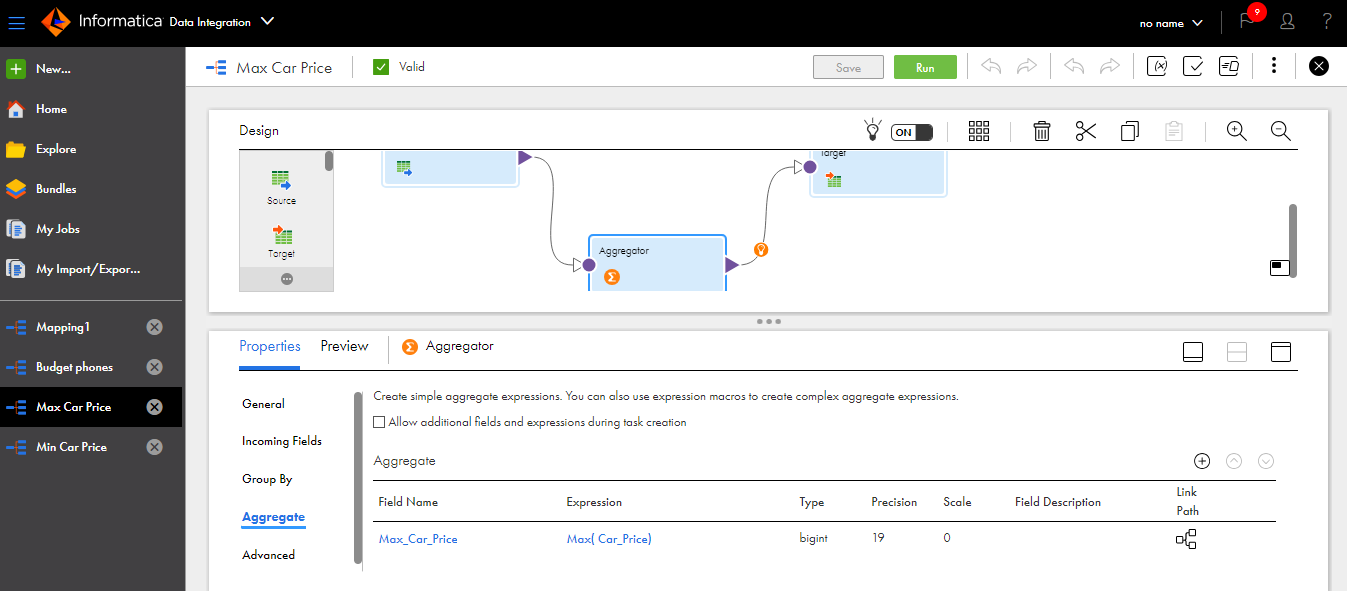 Informatica Data Integration
no name
9
?
New...
Home
Explore
Bundles
My Jobs
My Import/Expor...
Mapping1
Budget phones
Max Car Price
Min Car Price
Max Car Price
Valid
Save
Run
Design
ON
Source
Target
Target
Aggregator
Properties
Preview
Aggregator
General
Incoming Fields
Group By
Aggregate
Advanced
Create simple aggregate expressions. You can also use expression macros to create complex aggregate expressions.
Allow additional fields and expressions during task creation
Aggregate
Field Name Expression Type Precision Scale Field Description Link Path
Max_Car_Price Max( Car_Price) bigint 19 0